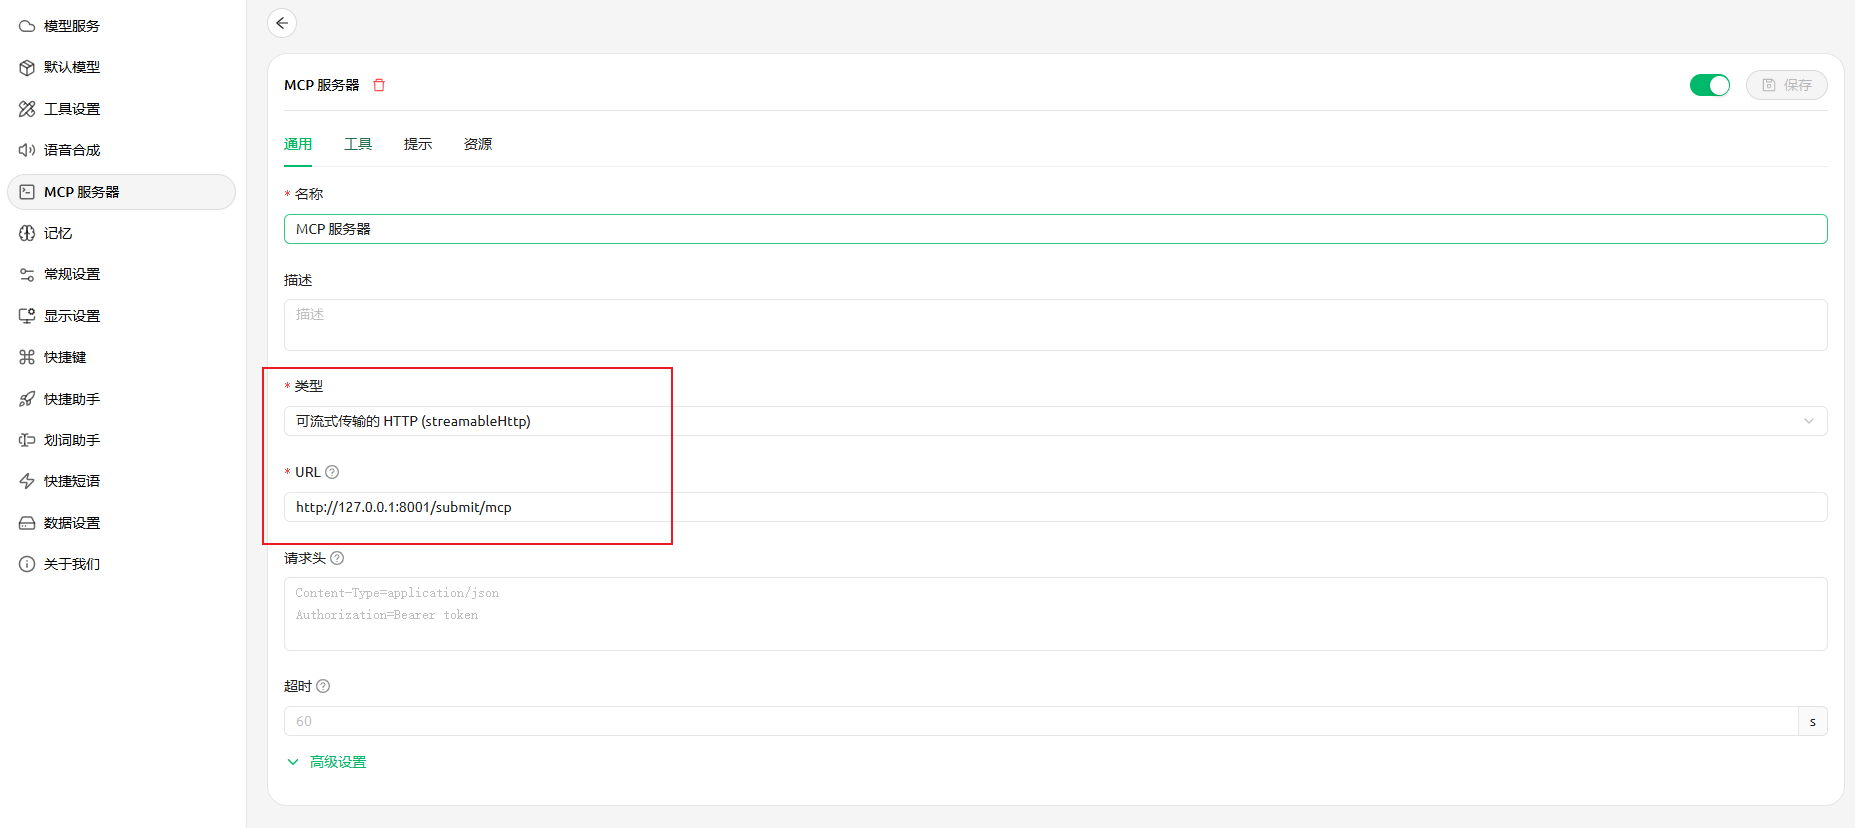 模型服务
默认模型
工具设置
语音合成
MCP 服务器
记忆
常规设置
显示设置
快捷键
快捷助手
划词助手
快捷短语
数据设置
关于我们
MCP 服务器
保存
通用
工具
提示
资源
* 名称
MCP 服务器
描述
描述
* 类型
可流式传输的 HTTP (streamableHttp)
* URL
http://127.0.0.1:8001/submit/mcp
请求头
Content-Type=application/json
Authorization=Bearer token
超时
60
s
高级设置